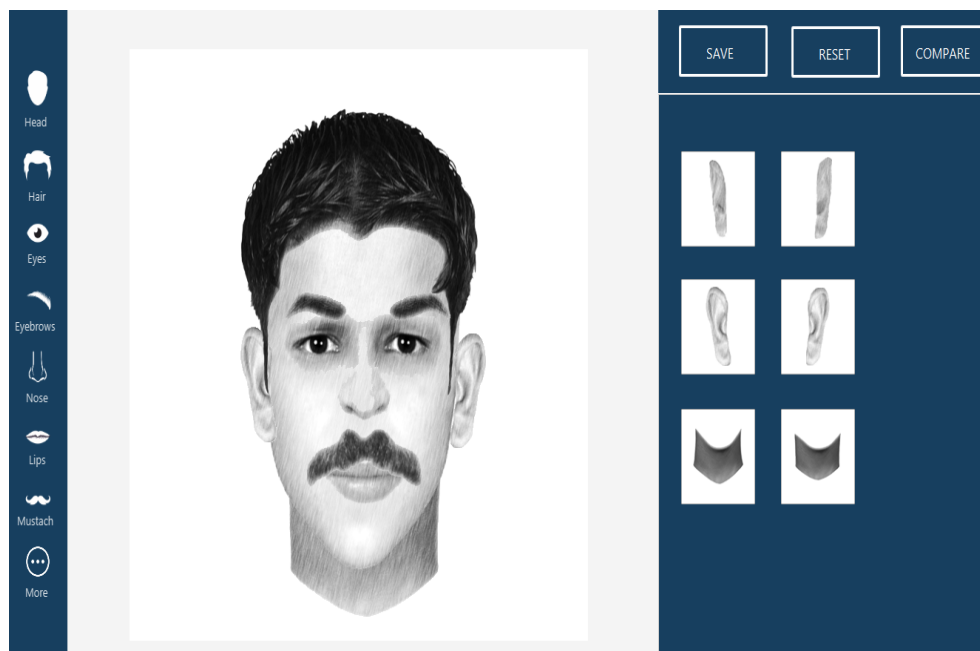 Head
Hair
Eyes
Eyebrows
Nose
Lips
Mustach
More
SAVE
RESET
COMPARE